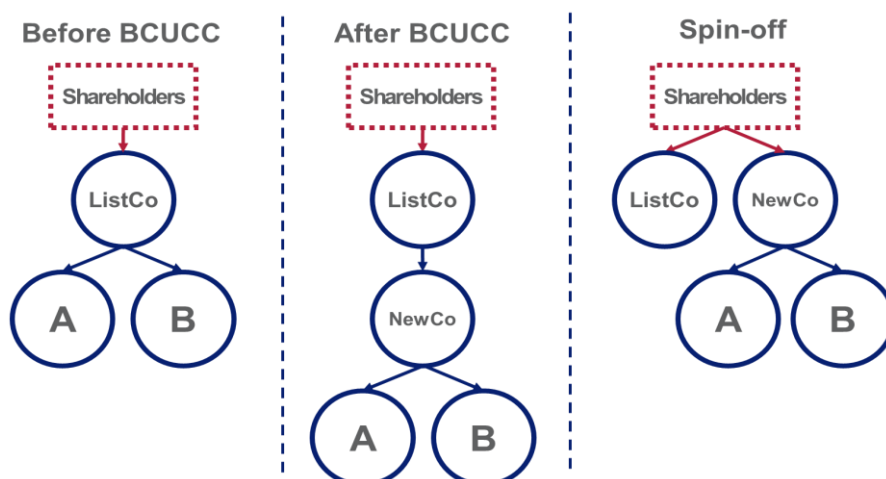 Before BCUCC
Shareholders
ListCo
A
B
After BCUCC
Shareholders
ListCo
NewCo
A
B
Spin-off
Shareholders
ListCo
NewCo
A
B